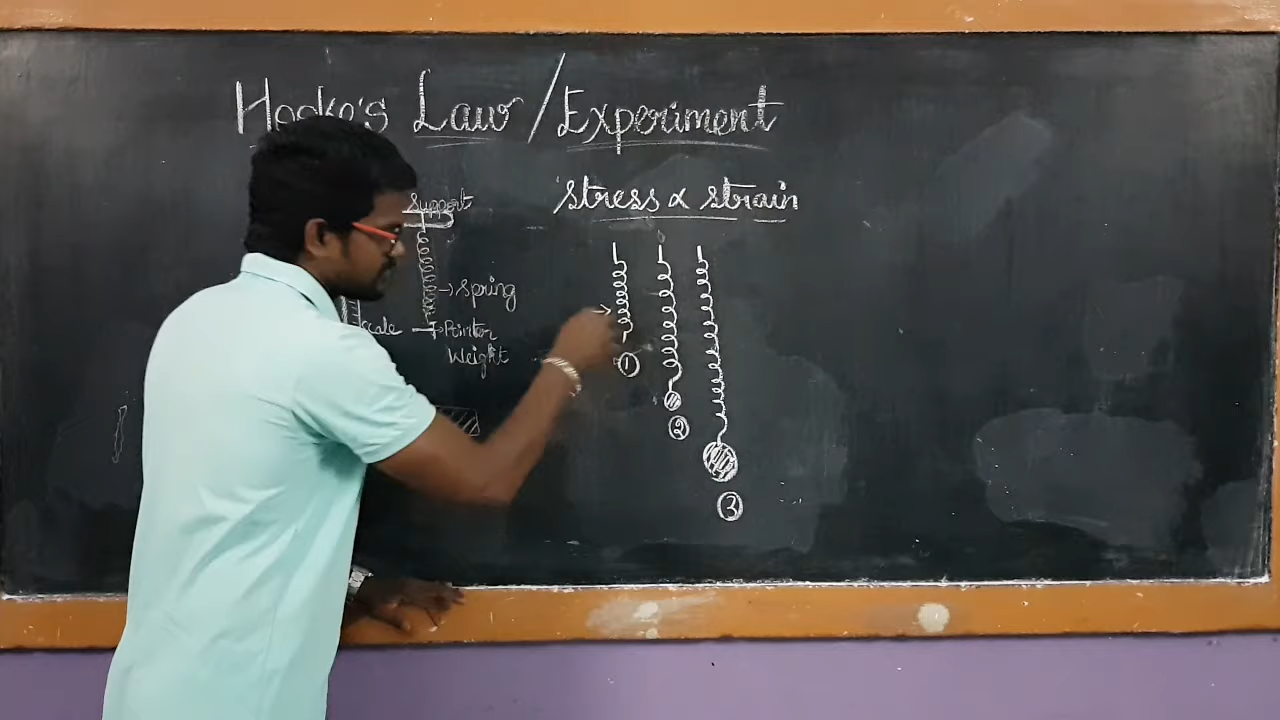 Hooke's Law / Experiment
Stress ∝ Strain
Support
Spring
Scale
Pointer
Weight
①
②
③